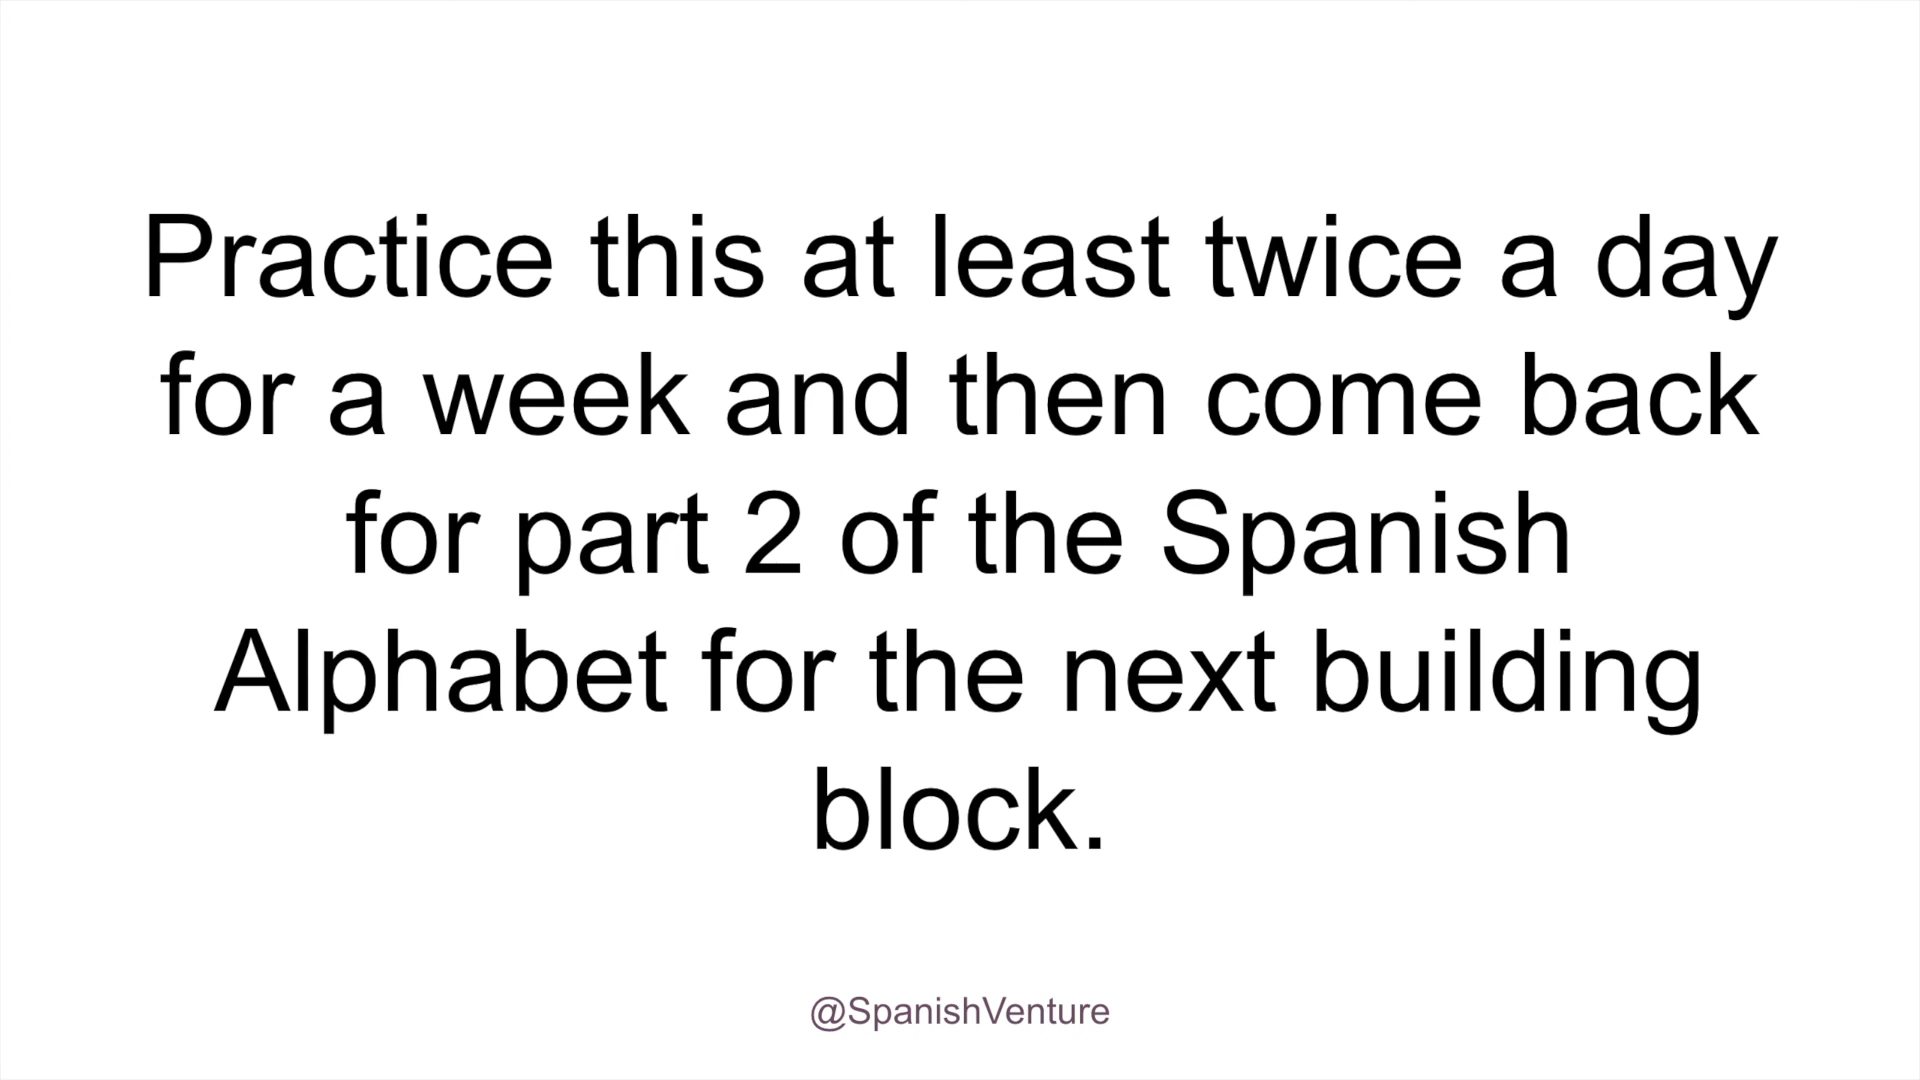 Practice this at least twice a day
for a week and then come back
for part 2 of the Spanish
Alphabet for the next building
block.
@SpanishVenture